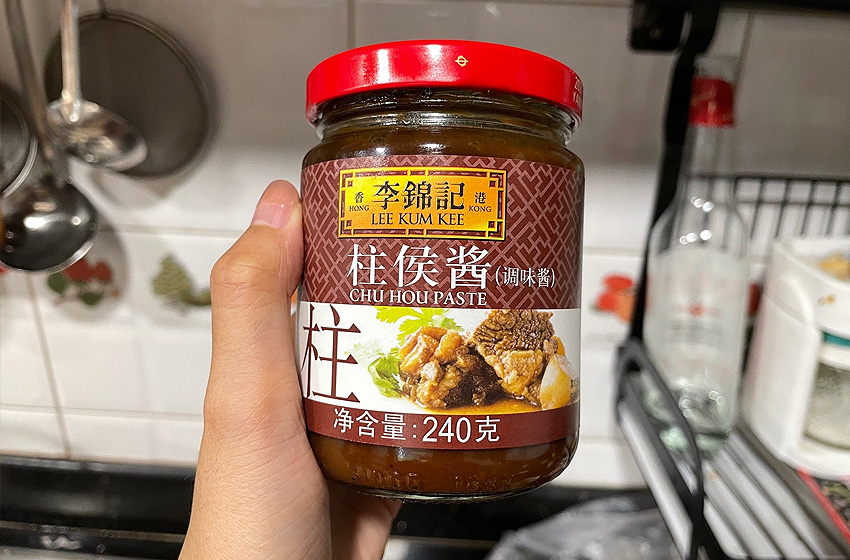 香 李錦記 港
HONG LEE KUM KEE KONG
柱侯酱(调味酱)
CHU HOU PASTE
柱
净含量:240克